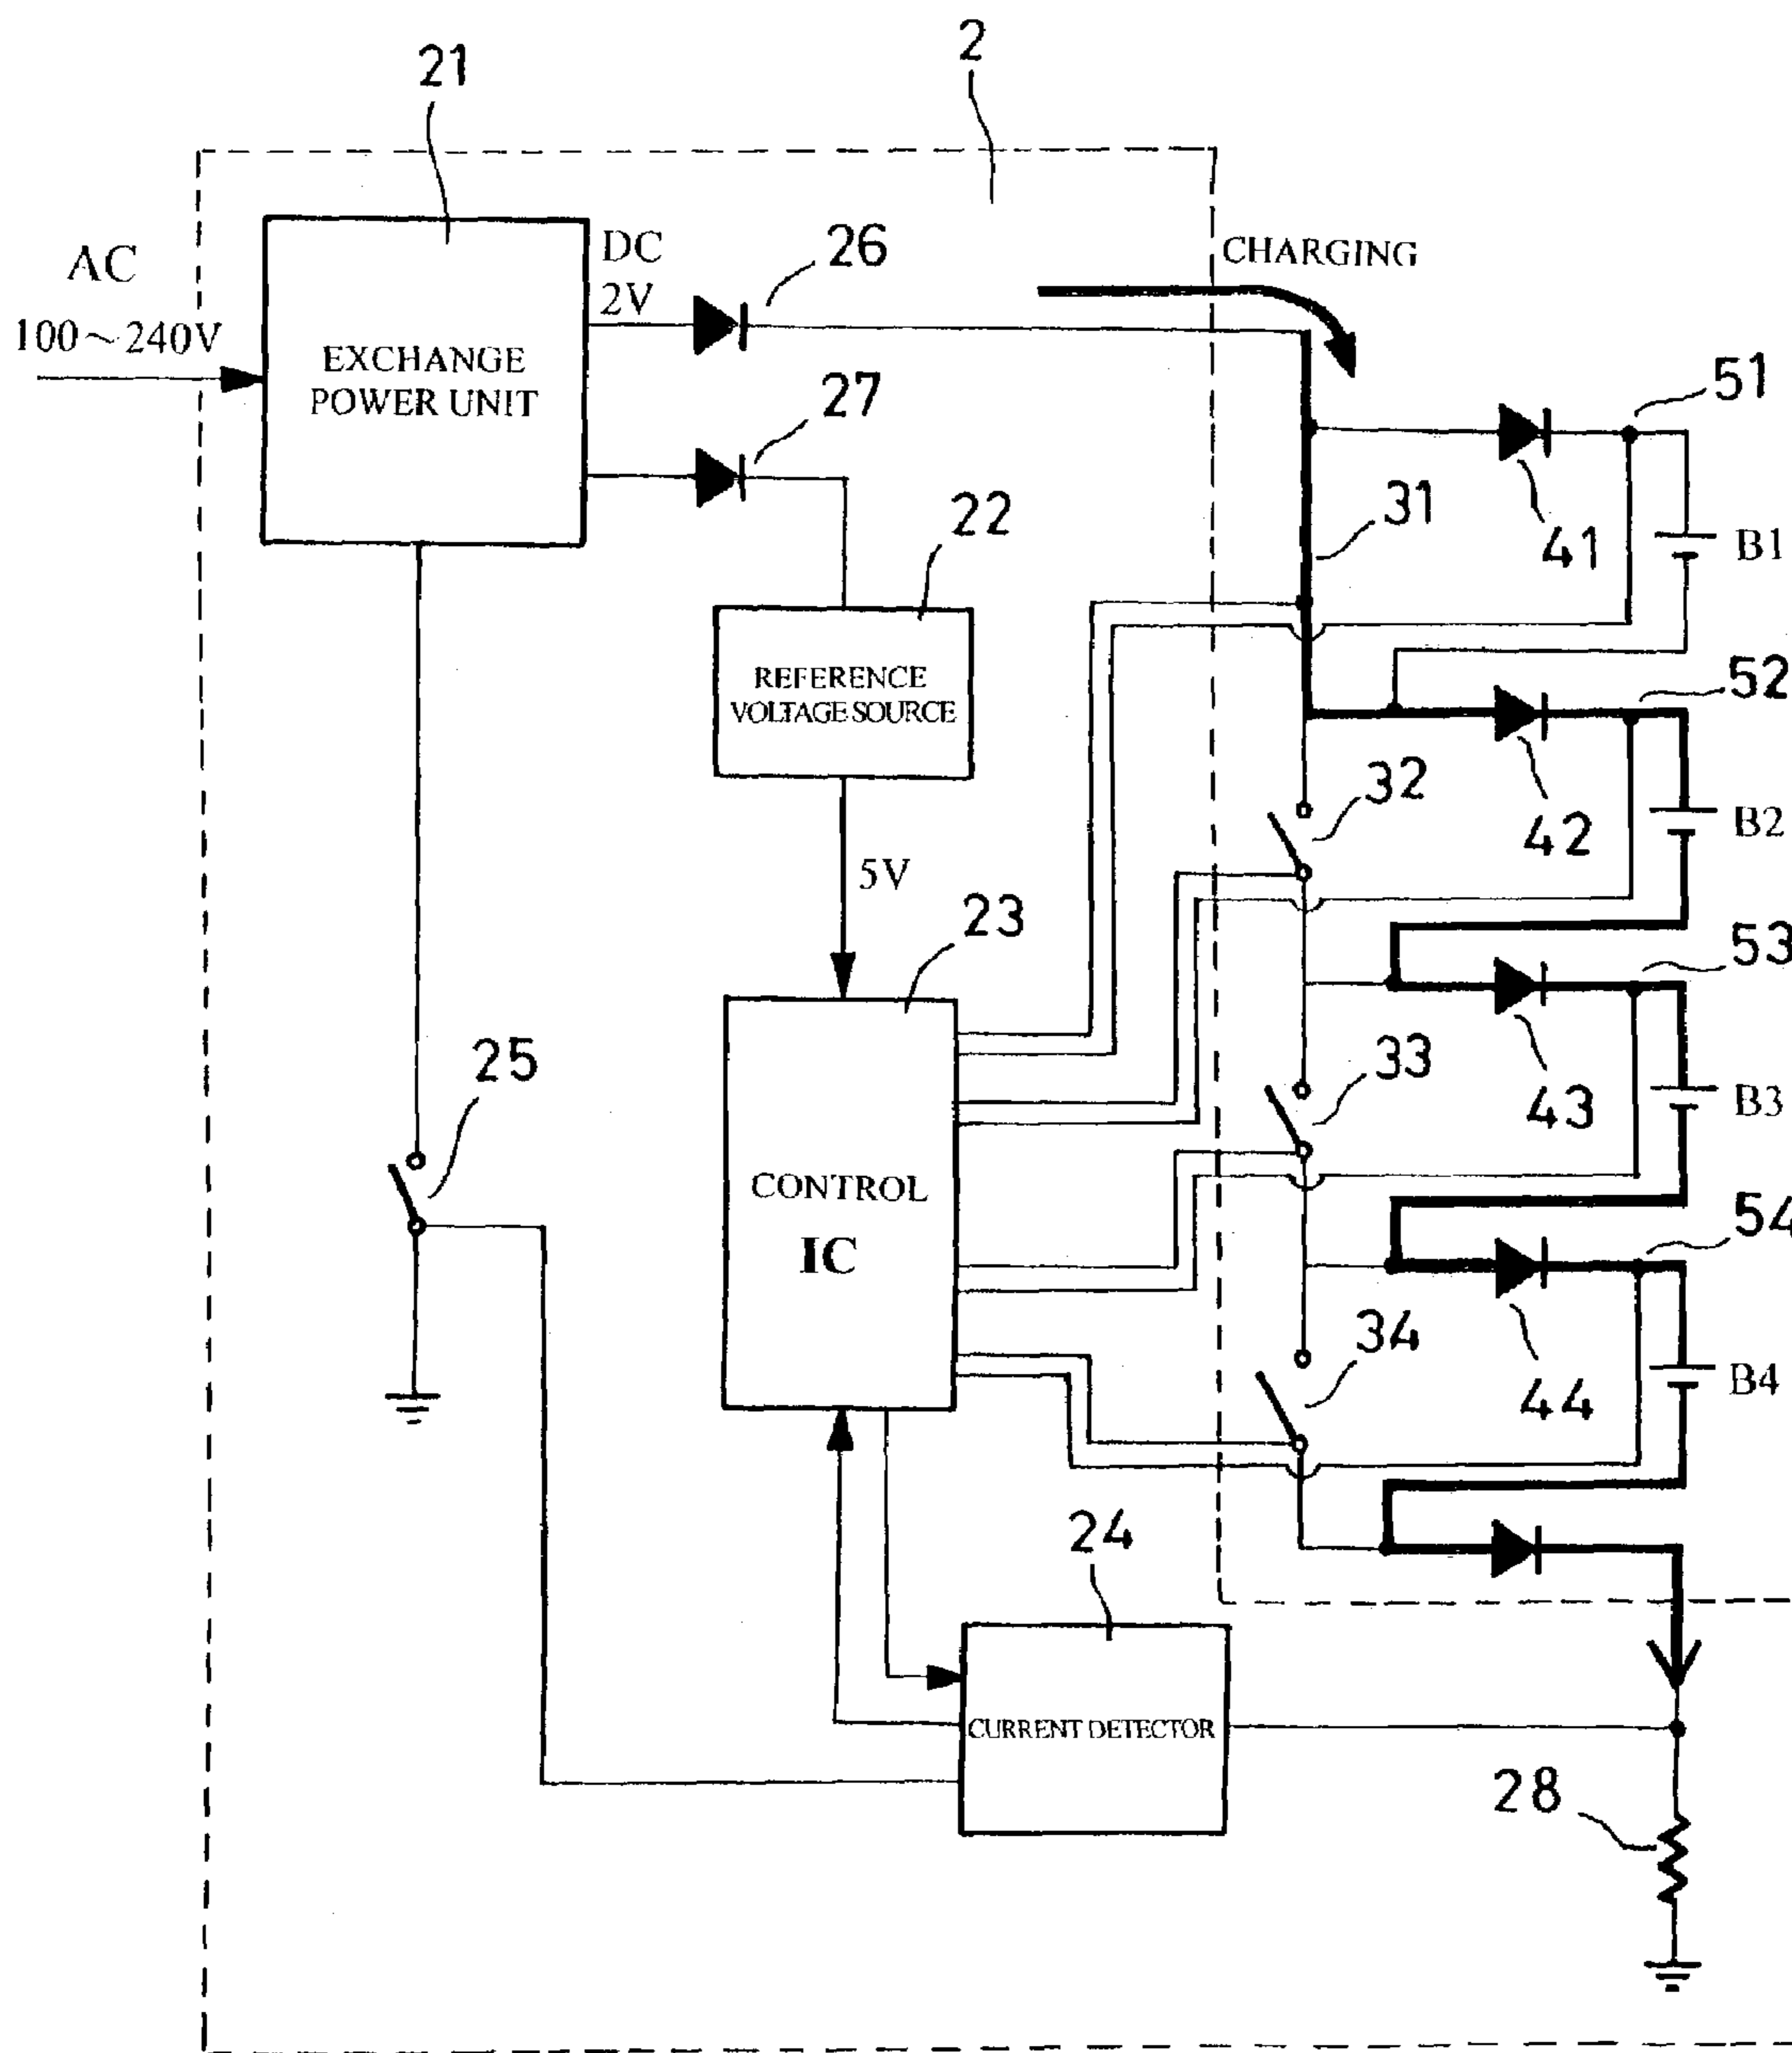 2
21
AC
100~240V
EXCHANGE
POWER UNIT
DC
2V
26
CHARGING
27
51
41
31
B1
22
REFERENCE
VOLTAGE SOURCE
52
42
32
B2
5V
23
53
43
33
B3
25
CONTROL
IC
54
44
34
B4
24
CURRENT DETECTOR
28